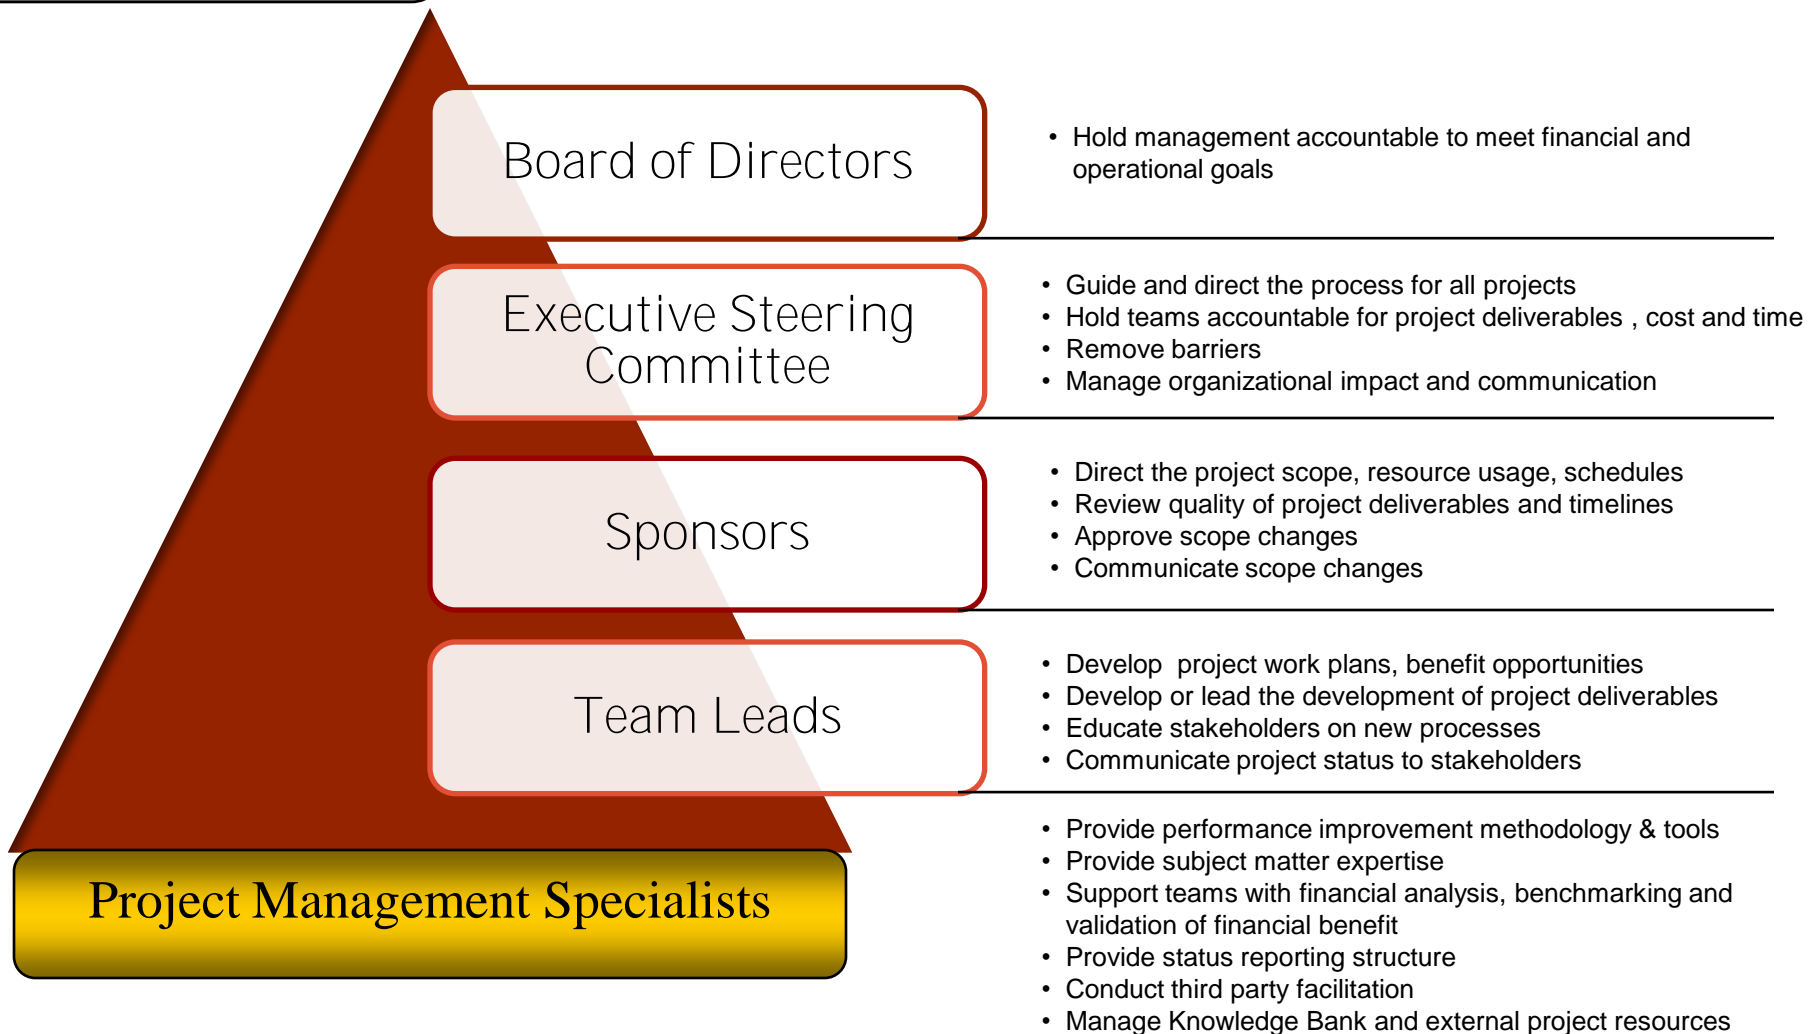 Board of Directors
• Hold management accountable to meet financial and
operational goals
Executive Steering
Committee
• Guide and direct the process for all projects
• Hold teams accountable for project deliverables , cost and time
• Remove barriers
• Manage organizational impact and communication
Sponsors
• Direct the project scope, resource usage, schedules
• Review quality of project deliverables and timelines
• Approve scope changes
• Communicate scope changes
Team Leads
• Develop  project work plans, benefit opportunities
• Develop or lead the development of project deliverables
• Educate stakeholders on new processes
• Communicate project status to stakeholders
Project Management Specialists
• Provide performance improvement methodology & tools
• Provide subject matter expertise
• Support teams with financial analysis, benchmarking and
validation of financial benefit
• Provide status reporting structure
• Conduct third party facilitation
• Manage Knowledge Bank and external project resources